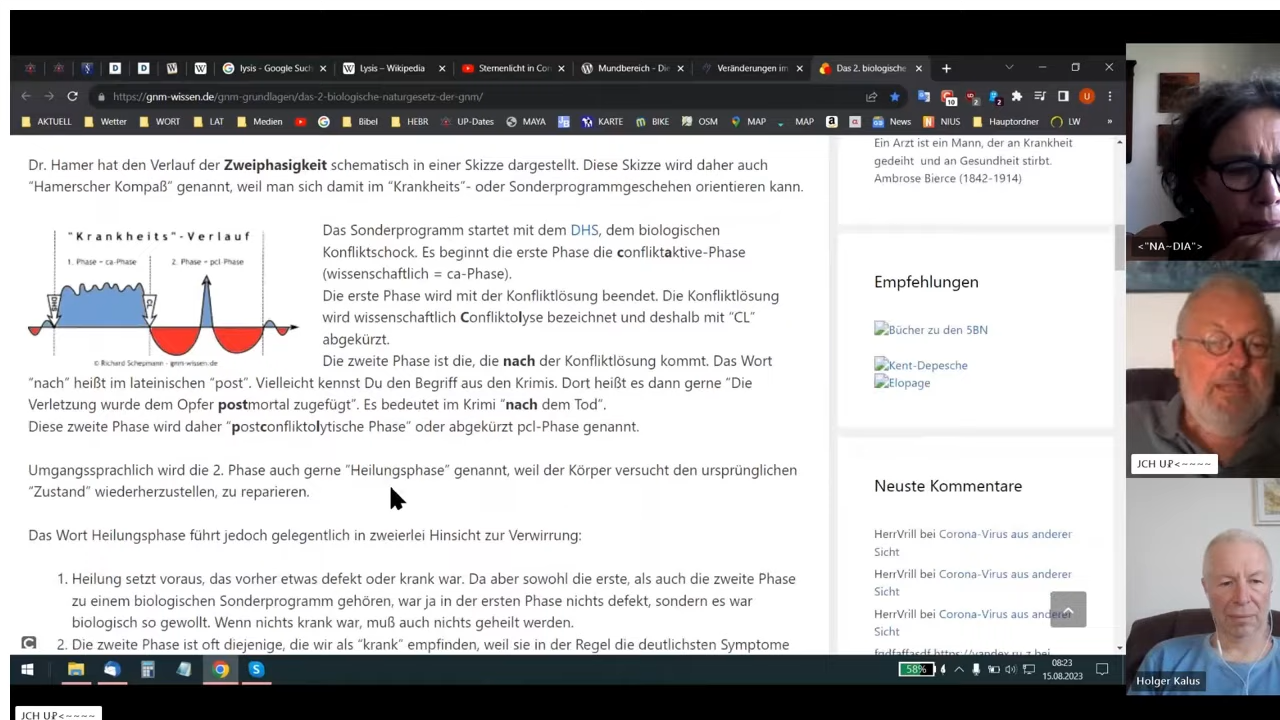 lysis - Google Such
Lysis – Wikipedia
Sternenlicht in Cor
Mundbereich - Die
Veränderungen im
Das 2. biologische
https://gnm-wissen.de/gnm-grundlagen/das-2-biologische-naturgesetz-der-gnm/
AKTUELL
Wetter
WORT
LAT
Medien
Bibel
HEBR
UP-Dates
MAYA
KARTE
BIKE
OSM
MAP
MAP
News
NIUS
Hauptordner
LW
»
Dr. Hamer hat den Verlauf der Zweiphasigkeit schematisch in einer Skizze dargestellt. Diese Skizze wird daher auch
“Hamerscher Kompaß” genannt, weil man sich damit im “Krankheits”- oder Sonderprogrammgeschehen orientieren kann.
"Krankheits"-Verlauf
1. Phase = ca-Phase
2. Phase = pcl-Phase
DHS
CL
© Richard Schepmann - gnm-wissen.de
Das Sonderprogramm startet mit dem DHS, dem biologischen
Konfliktschock. Es beginnt die erste Phase die confliktaktive-Phase
(wissenschaftlich = ca-Phase).
Die erste Phase wird mit der Konfliktlösung beendet. Die Konfliktlösung
wird wissenschaftlich Conflictolyse bezeichnet und deshalb mit “CL”
abgekürzt.
Die zweite Phase ist die, die nach der Konfliktlösung kommt. Das Wort
“nach” heißt im lateinischen “post”. Vielleicht kennst Du den Begriff aus den Krimis. Dort heißt es dann gerne “Die
Verletzung wurde dem Opfer postmortal zugefügt”. Es bedeutet im Krimi “nach dem Tod”.
Diese zweite Phase wird daher “postconfliktolytische Phase” oder abgekürzt pcl-Phase genannt.
Umgangssprachlich wird die 2. Phase auch gerne “Heilungsphase” genannt, weil der Körper versucht den ursprünglichen
“Zustand” wiederherzustellen, zu reparieren.
Das Wort Heilungsphase führt jedoch gelegentlich in zweierlei Hinsicht zur Verwirrung:
1. Heilung setzt voraus, das vorher etwas defekt oder krank war. Da aber sowohl die erste, als auch die zweite Phase
zu einem biologischen Sonderprogramm gehören, war ja in der ersten Phase nichts defekt, sondern es war
biologisch so gewollt. Wenn nichts krank war, muß auch nichts geheilt werden.
2. Die zweite Phase ist oft diejenige, die wir als “krank” empfinden, weil sie in der Regel die deutlichsten Symptome
Ein Arzt ist ein Mann, der an Krankheit
gedeiht und an Gesundheit stirbt.
Ambrose Bierce (1842-1914)
Empfehlungen
Bücher zu den 5BN
Kent-Depesche
Elopage
Neuste Kommentare
HerrVrill bei Corona-Virus aus anderer
Sicht
HerrVrill bei Corona-Virus aus anderer
Sicht
HerrVrill bei Corona-Virus aus anderer
Sicht
58%
08:23
15.08.2023
<"NA~DIA">
JCH UP<~~~~
Holger Kalus
JCH UP<~~~~